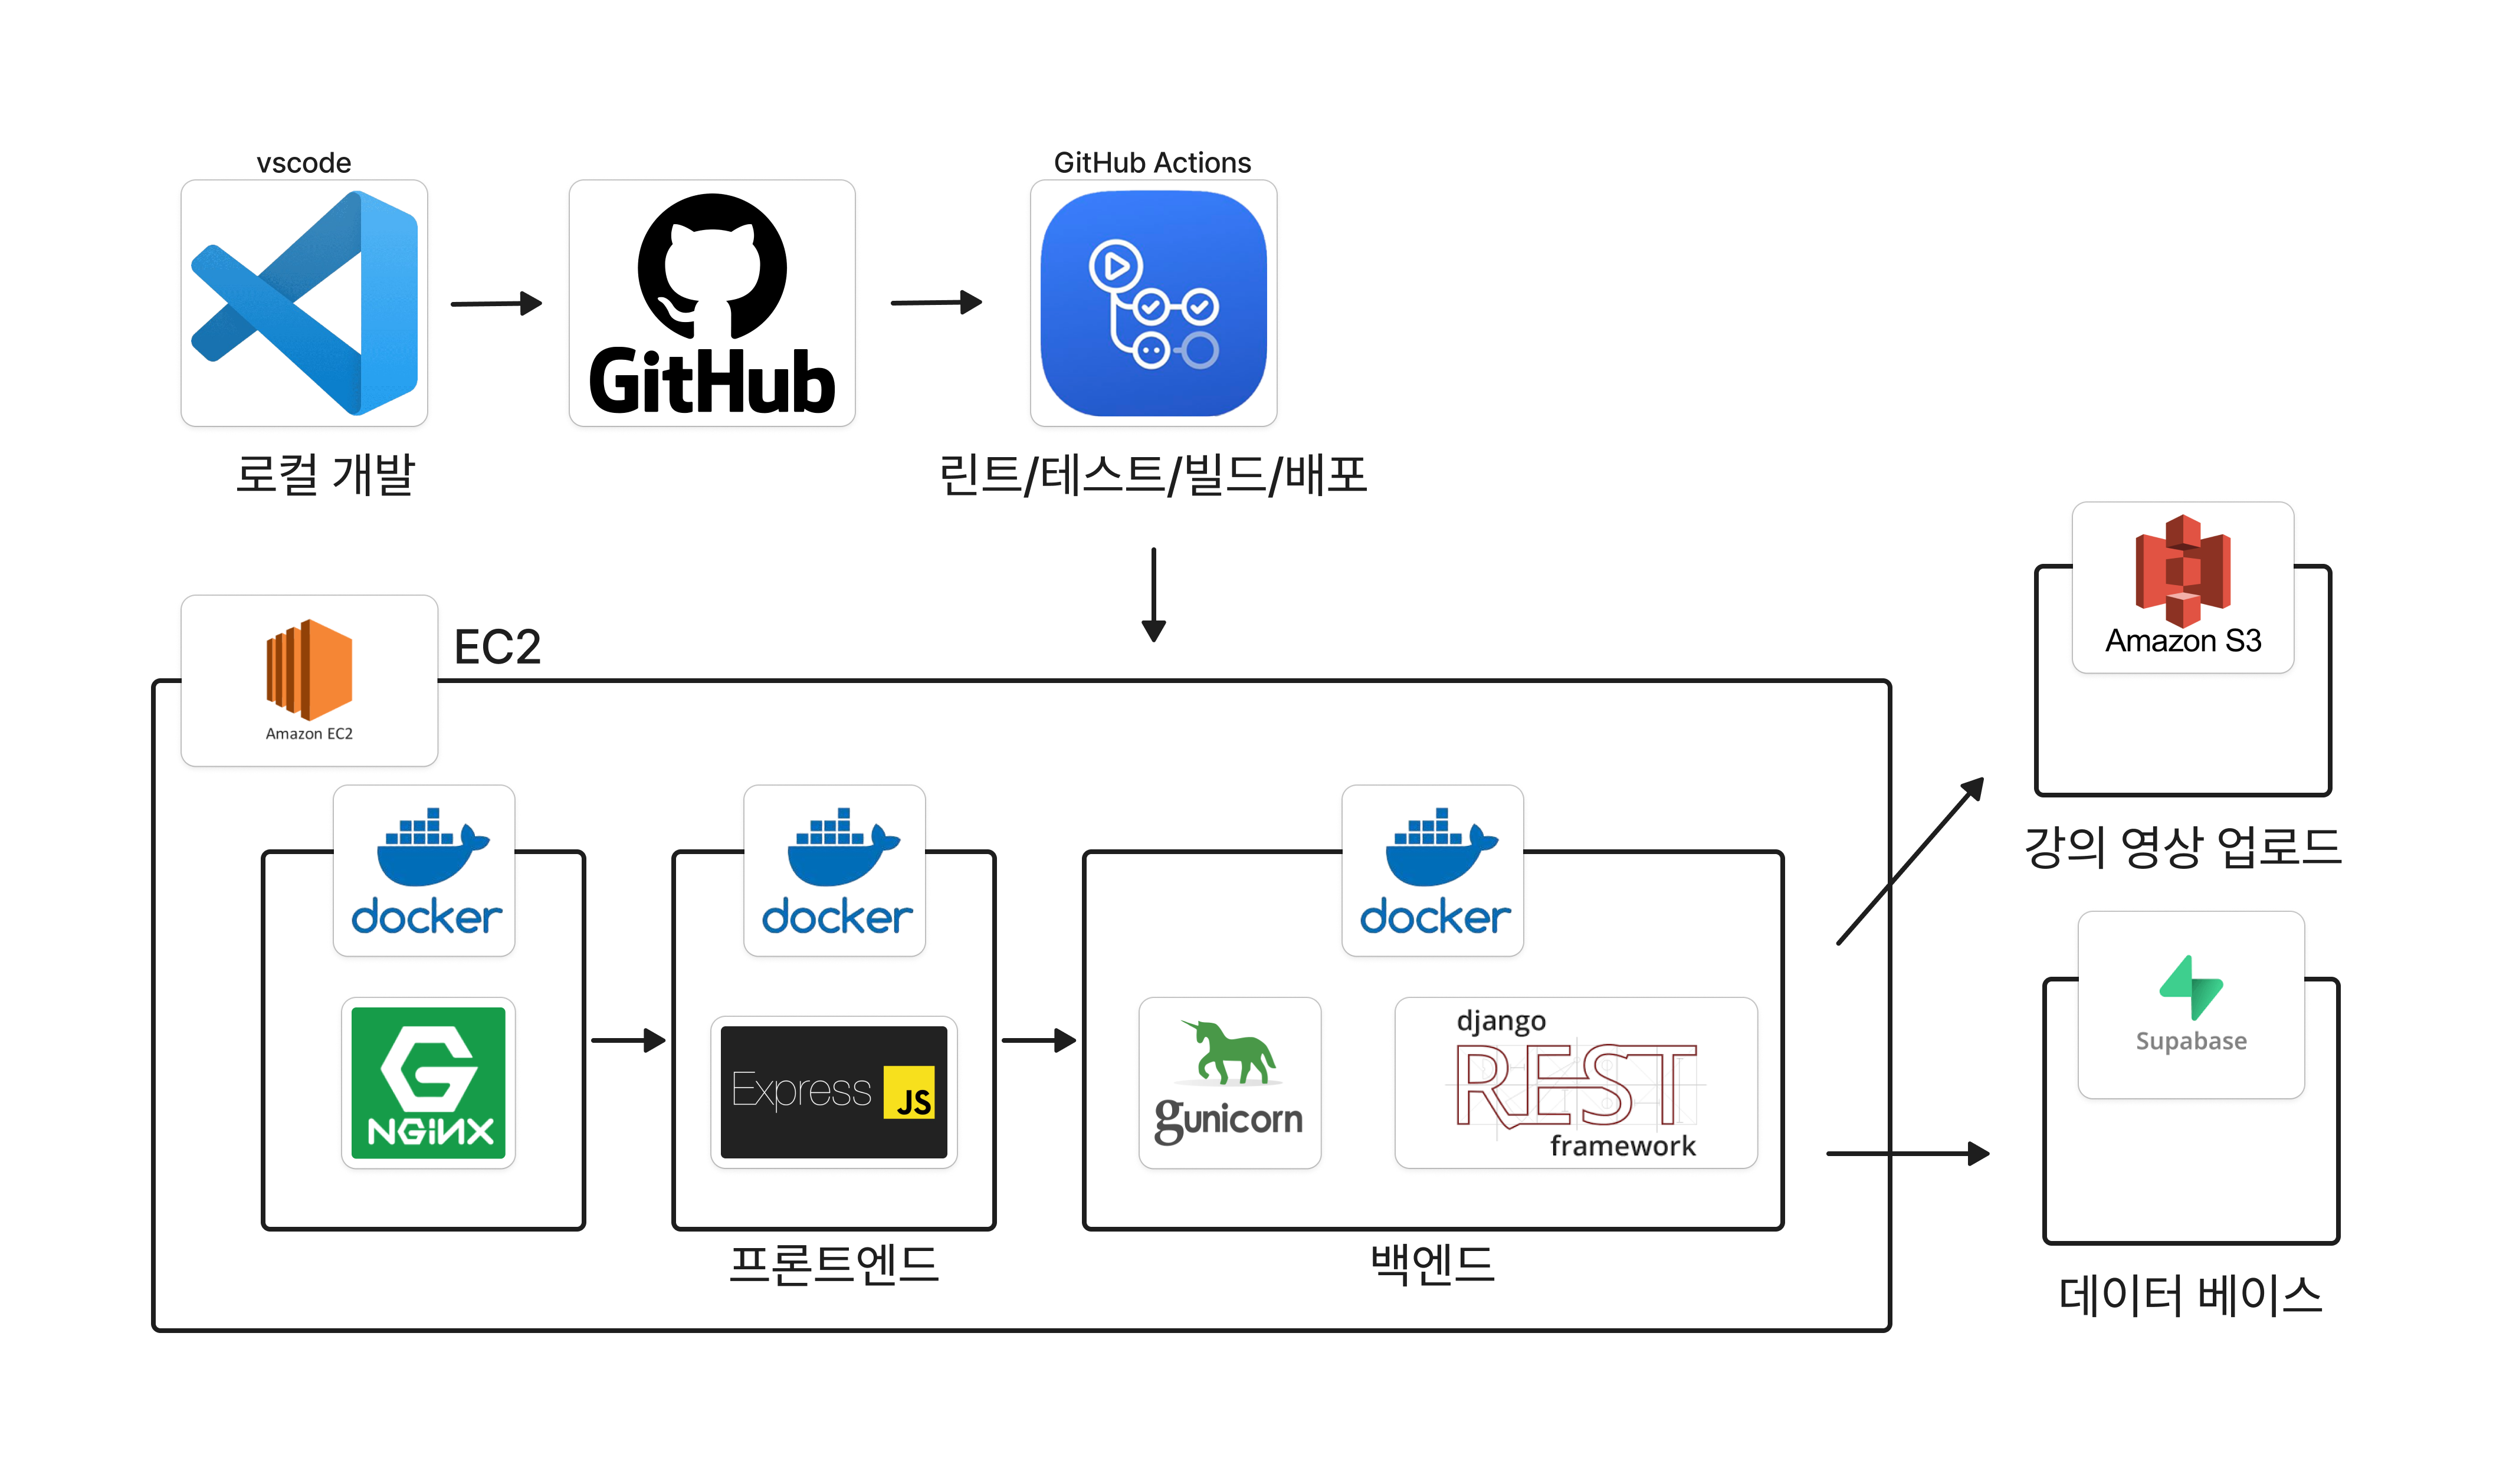 vscode
GitHub
GitHub Actions
로컬 개발
린트/테스트/빌드/배포
Amazon EC2
EC2
Amazon S3
강의 영상 업로드
docker
docker
docker
NGiNX
Express JS
gunicorn
django
REST
framework
Supabase
프론트엔드
백엔드
데이터 베이스